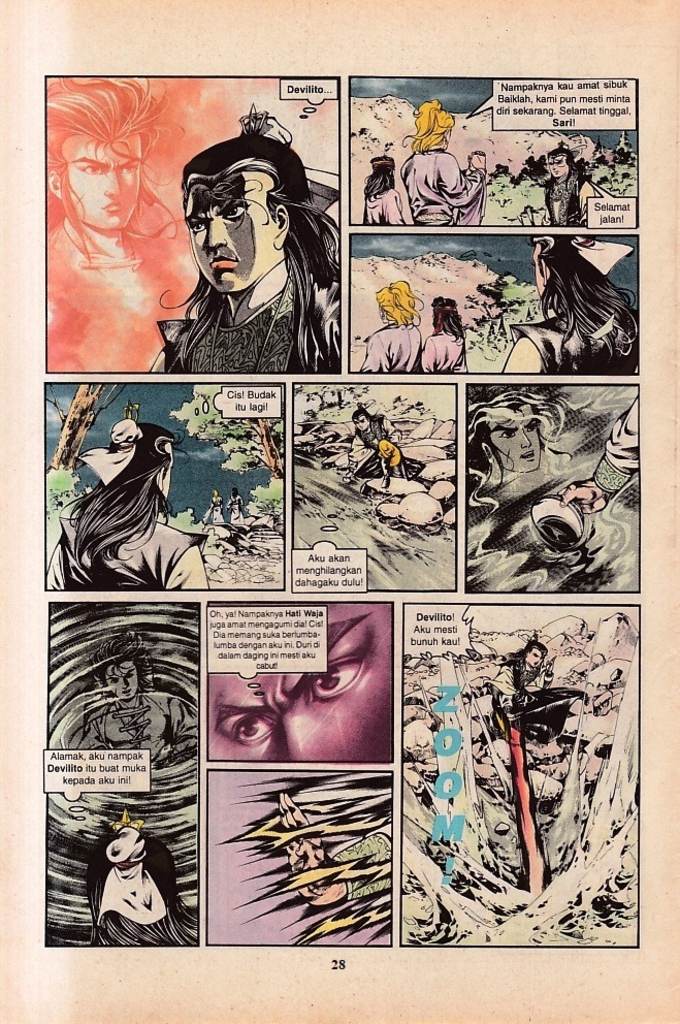 Devilito...
'Nampaknya kau amat sibuk
Baiklah, kami pun mesti minta
diri sekarang. Selamat tinggal,
Sari!
Selamat
jalan!
Cis! Budak
itu lagi!
Aku akan
menghilangkan
dahagaku dulu!
Alamak, aku nampak
Devilito itu buat muka
kepada aku ini!
Oh, ya! Nampaknya Hati Waja
juga amat mengagumi dia! Cis!
Dia memang suka berlumba-
lumba dengan aku ini. Duri di
dalam daging ini mesti aku
cabut!
Devilito!
Aku mesti
bunuh kau!
ZOOM!
28